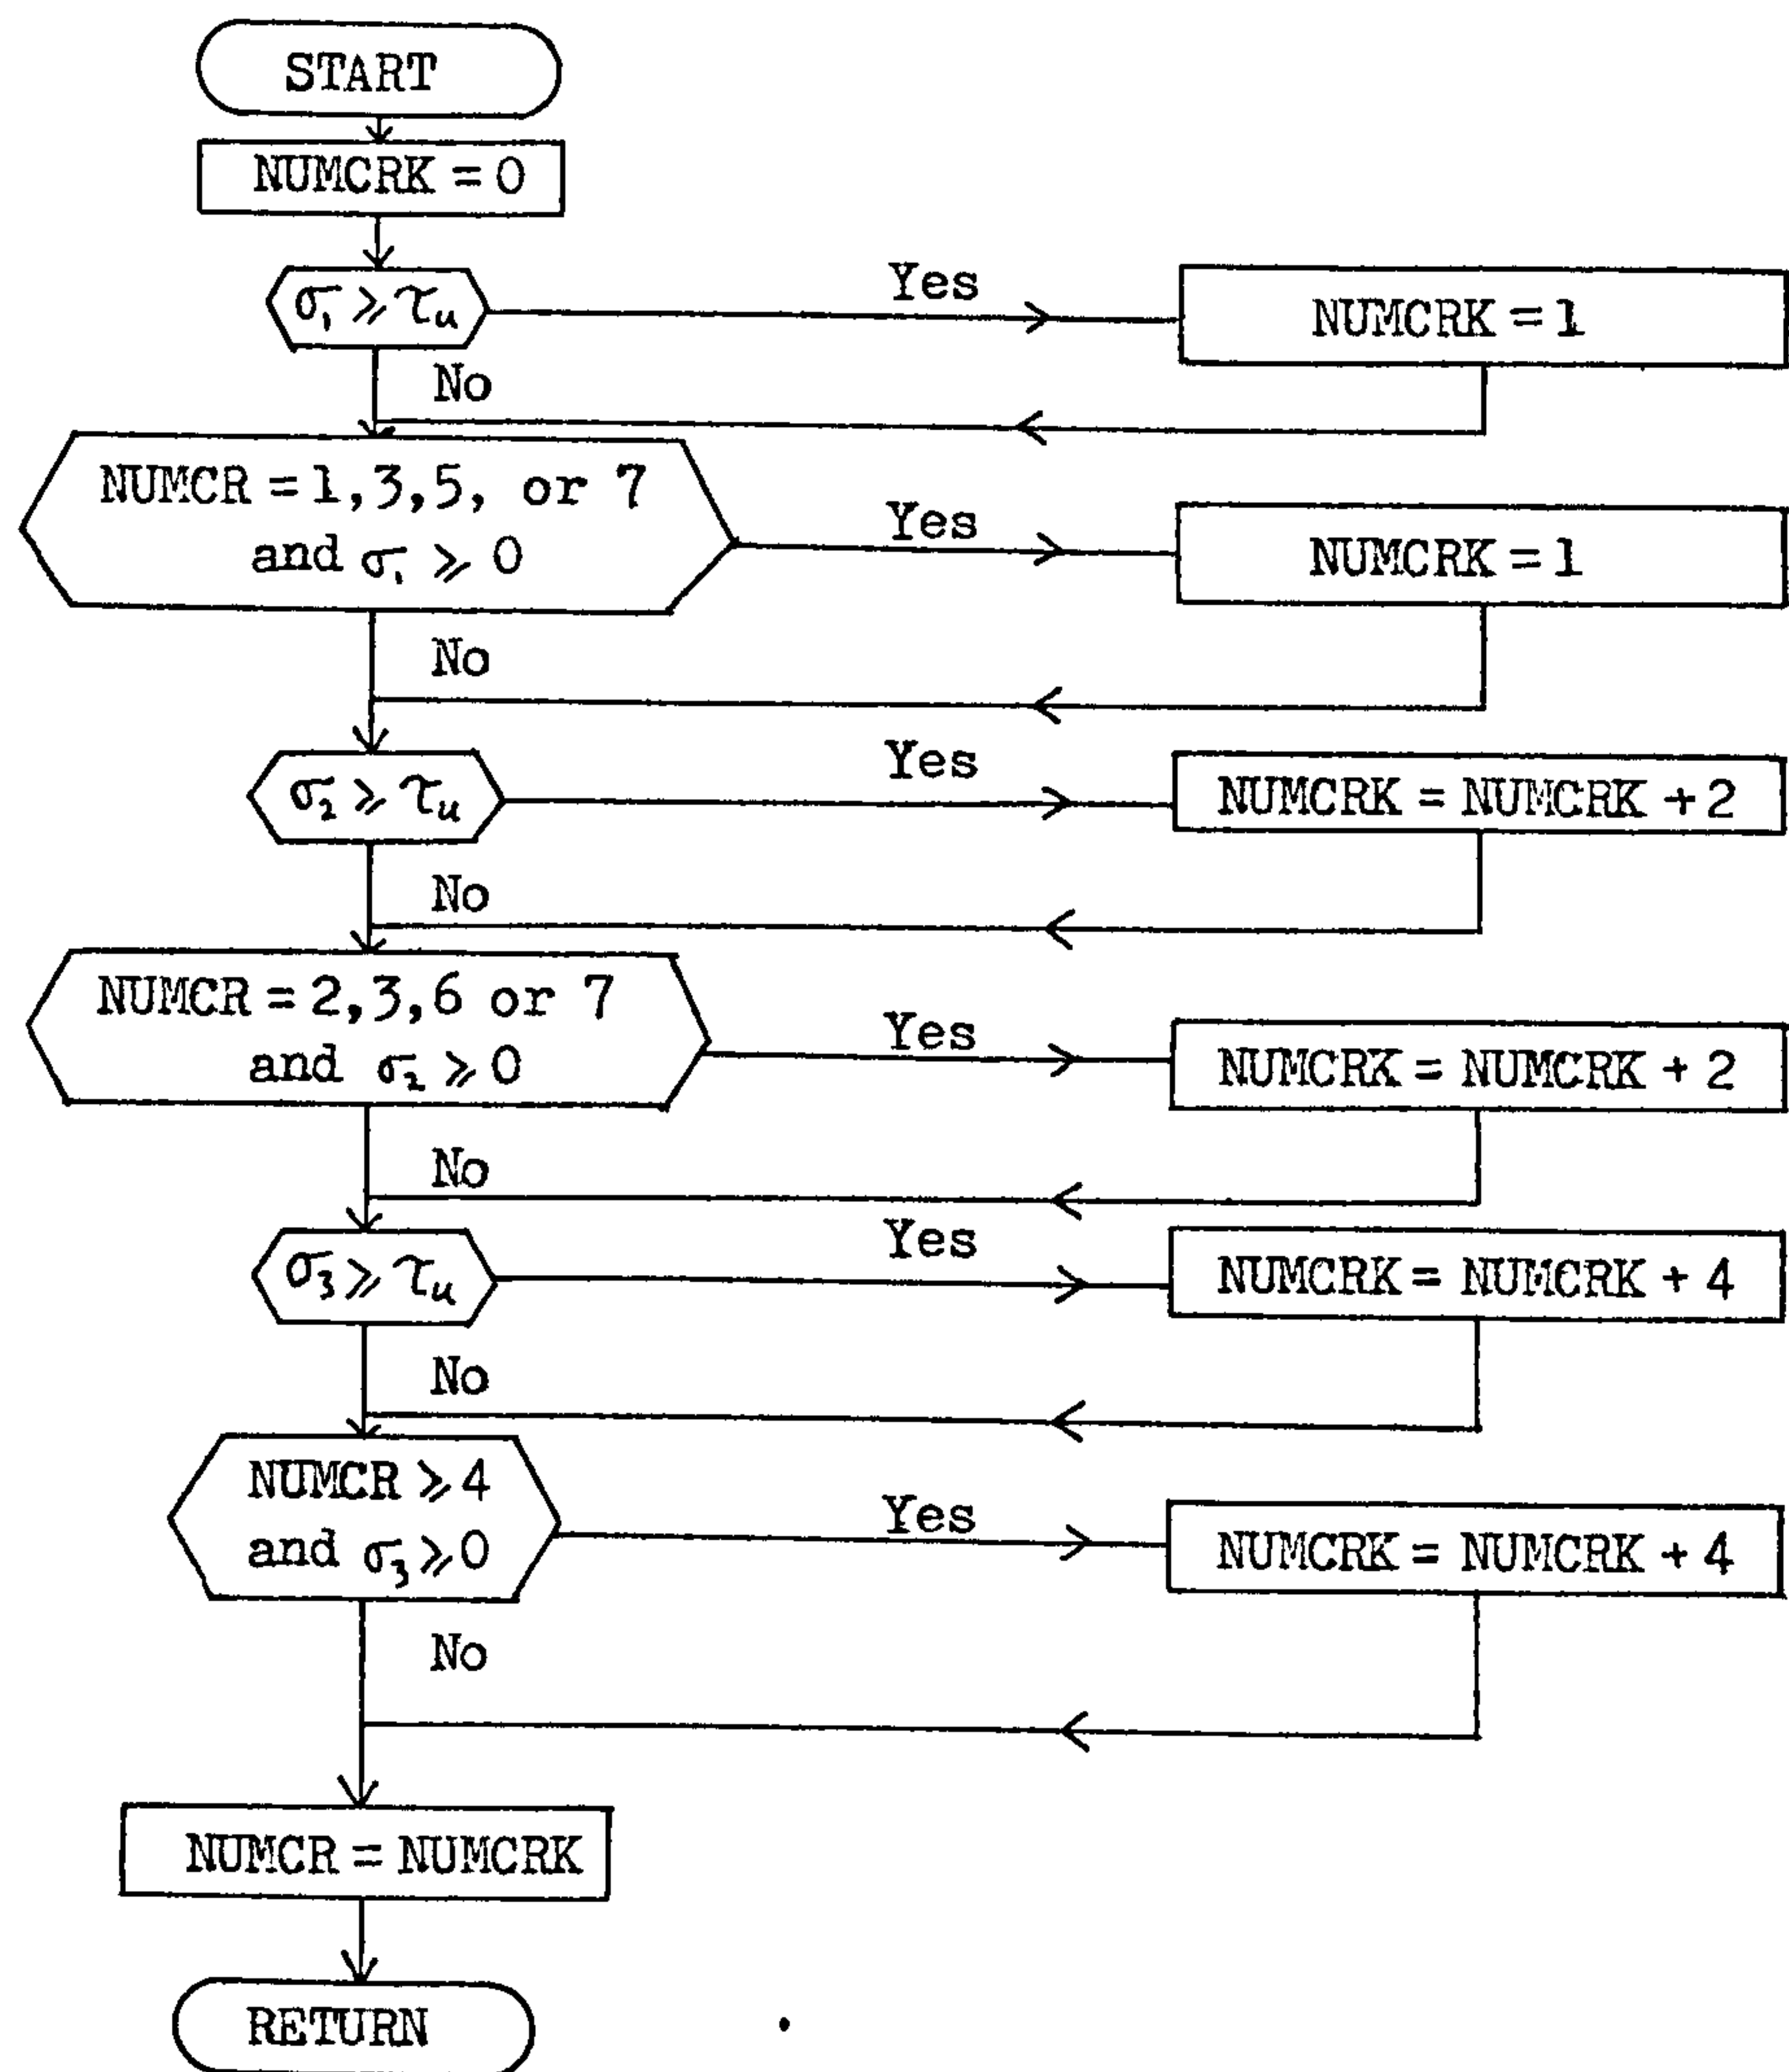 START
NUMCRK = 0
σ₁ ⩾ τᵤ
Yes
NUMCRK = 1
No
NUMCR = 1,3,5, or 7
and σ₁ ⩾ 0
Yes
NUMCRK = 1
No
σ₂ ⩾ τᵤ
Yes
NUMCRK = NUMCRK + 2
No
NUMCR = 2,3,6 or 7
and σ₂ ⩾ 0
Yes
NUMCRK = NUMCRK + 2
No
σ₃ ⩾ τᵤ
Yes
NUMCRK = NUMCRK + 4
No
NUMCR ⩾ 4
and σ₃ ⩾ 0
Yes
NUMCRK = NUMCRK + 4
No
NUMCR = NUMCRK
RETURN